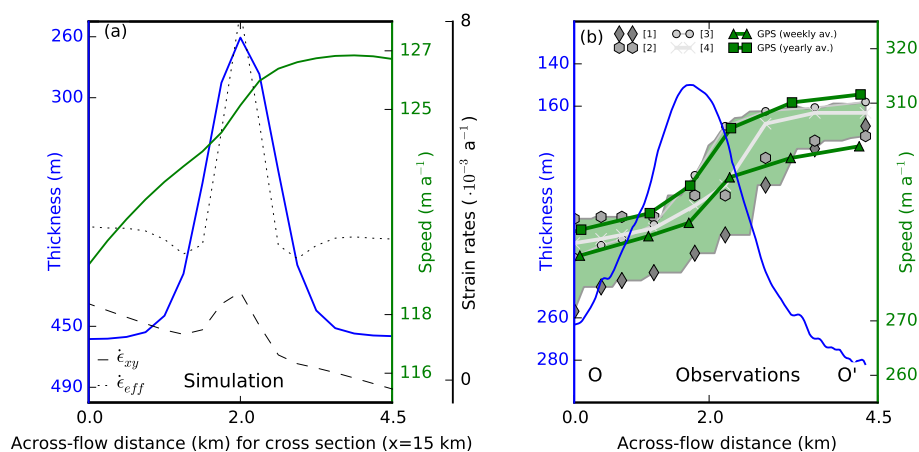 (a)
260
300
450
490
Thickness (m)
127
125
118
116
Speed (m a⁻¹)
8
0
Strain rates (·10⁻³ a⁻¹)
ε̇xy
ε̇eff
Simulation
0.0
2.0
4.5
Across-flow distance (km) for cross section (x=15 km)
(b)
[1]
[2]
[3]
[4]
GPS (weekly av.)
GPS (yearly av.)
140
160
260
280
Thickness (m)
320
310
270
260
Speed (m a⁻¹)
O
Observations
O'
0.0
2.0
4.5
Across-flow distance (km)